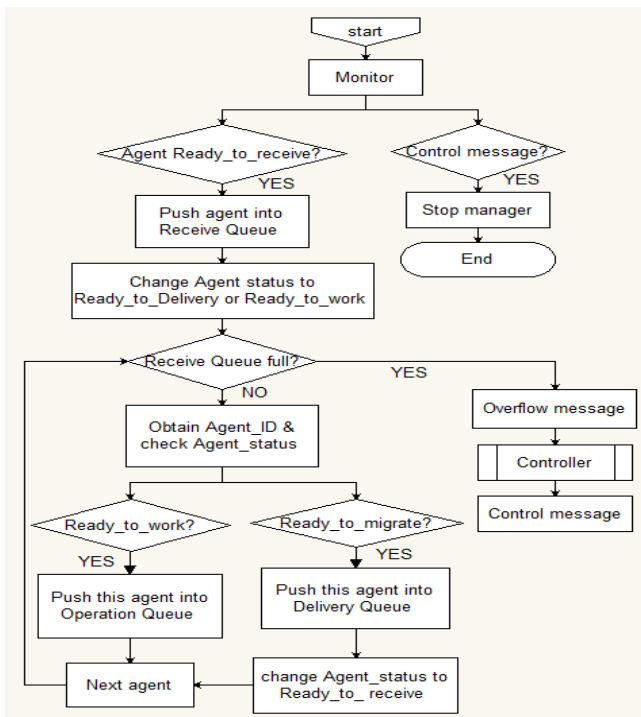 start
Monitor
Agent Ready_to_receive?
Control message?
YES
YES
Push agent into
Receive Queue
Stop manager
End
Change Agent status to
Ready_to_Delivery or Ready_to_work
Receive Queue full?
YES
NO
Obtain Agent_ID &
check Agent_status
Overflow message
Controller
Control message
Ready_to_work?
Ready_to_migrate?
YES
YES
Push this agent into
Operation Queue
Push this agent into
Delivery Queue
Next agent
change Agent_status to
Ready_to_ receive